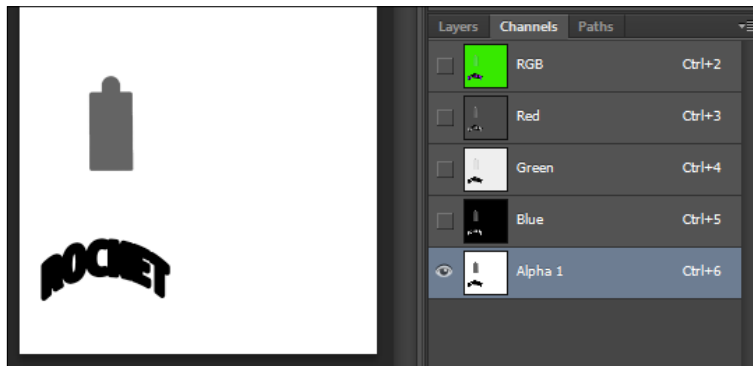 Layers Channels Paths
RGB Ctrl+2
Red Ctrl+3
Green Ctrl+4
Blue Ctrl+5
Alpha 1 Ctrl+6
ROCKET